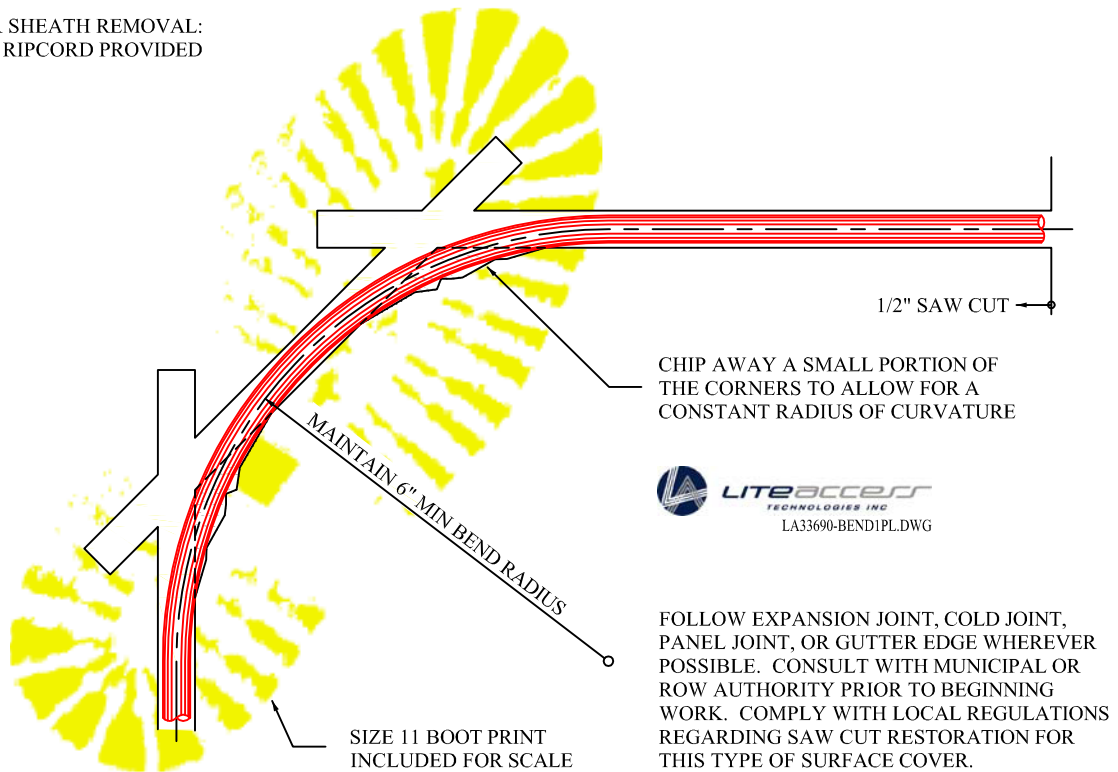 SHEATH REMOVAL:
RIPCORD PROVIDED
1/2" SAW CUT
CHIP AWAY A SMALL PORTION OF
THE CORNERS TO ALLOW FOR A
CONSTANT RADIUS OF CURVATURE
MAINTAIN 6" MIN BEND RADIUS
LITEaccess
TECHNOLOGIES INC
LA33690-BEND1PL.DWG
FOLLOW EXPANSION JOINT, COLD JOINT,
PANEL JOINT, OR GUTTER EDGE WHEREVER
POSSIBLE. CONSULT WITH MUNICIPAL OR
ROW AUTHORITY PRIOR TO BEGINNING
WORK. COMPLY WITH LOCAL REGULATIONS
REGARDING SAW CUT RESTORATION FOR
THIS TYPE OF SURFACE COVER.
SIZE 11 BOOT PRINT
INCLUDED FOR SCALE